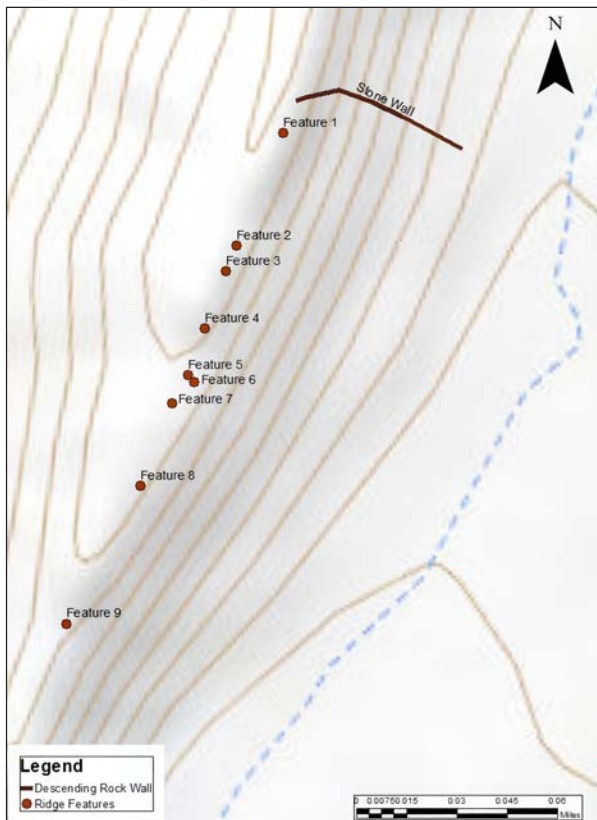 N
Stone Wall
Feature 1
Feature 2
Feature 3
Feature 4
Feature 5
Feature 6
Feature 7
Feature 8
Feature 9
Legend
Descending Rock Wall
Ridge Features
0 0.0075 0.015 0.03 0.045 0.06
Miles